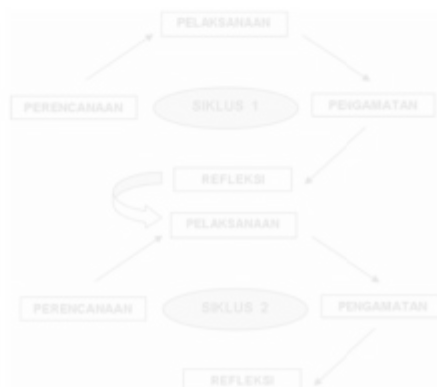 PELAKSANAAN
PERENCANAAN
SIKLUS 1
PENGAMATAN
REFLEKSI
PELAKSANAAN
PERENCANAAN
SIKLUS 2
PENGAMATAN
REFLEKSI